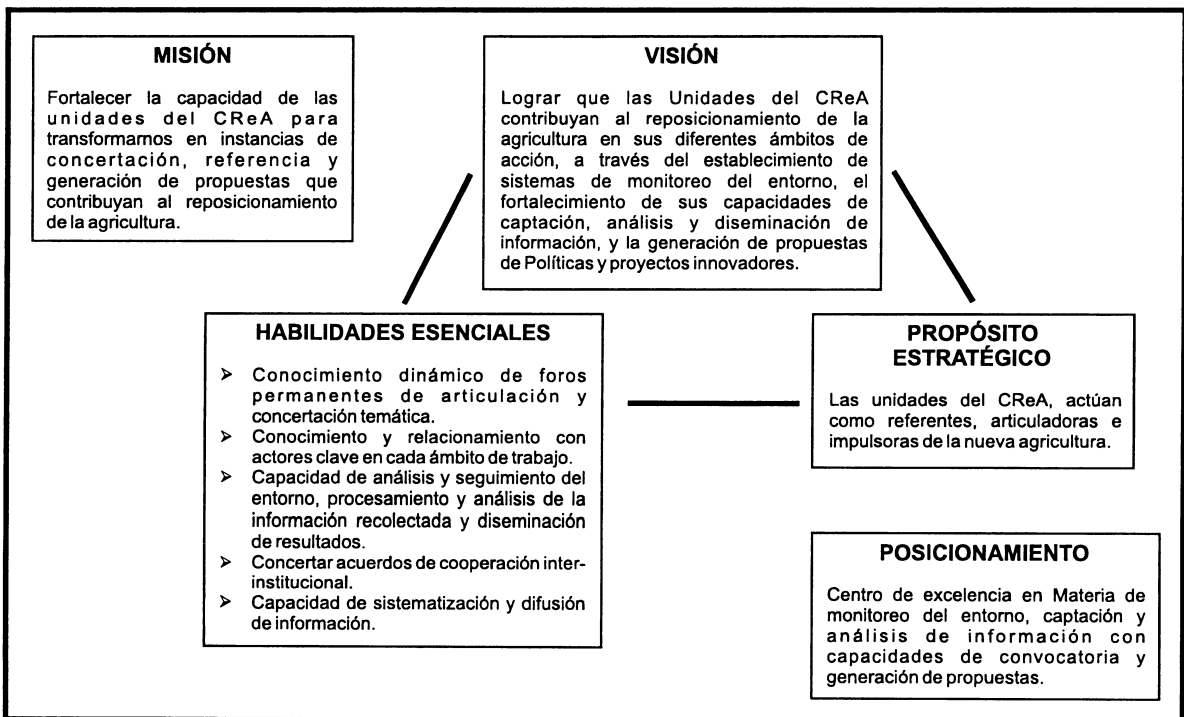 MISIÓN
Fortalecer la capacidad de las
unidades del CReA para
transformarnos en instancias de
concertación, referencia y
generación de propuestas que
contribuyan al reposicionamiento
de la agricultura.
VISIÓN
Lograr que las Unidades del CReA
contribuyan al reposicionamiento de la
agricultura en sus diferentes ámbitos de
acción, a través del establecimiento de
sistemas de monitoreo del entorno, el
fortalecimiento de sus capacidades de
captación, análisis y diseminación de
información, y la generación de propuestas
de Políticas y proyectos innovadores.
HABILIDADES ESENCIALES
➢ Conocimiento dinámico de foros
permanentes de articulación y
concertación temática.
➢ Conocimiento y relacionamiento con
actores clave en cada ámbito de trabajo.
➢ Capacidad de análisis y seguimiento del
entorno, procesamiento y análisis de la
información recolectada y diseminación
de resultados.
➢ Concertar acuerdos de cooperación inter-
institucional.
➢ Capacidad de sistematización y difusión
de información.
PROPÓSITO
ESTRATÉGICO
Las unidades del CReA, actúan
como referentes, articuladoras e
impulsoras de la nueva agricultura.
POSICIONAMIENTO
Centro de excelencia en Materia de
monitoreo del entorno, captación y
análisis de información con
capacidades de convocatoria y
generación de propuestas.